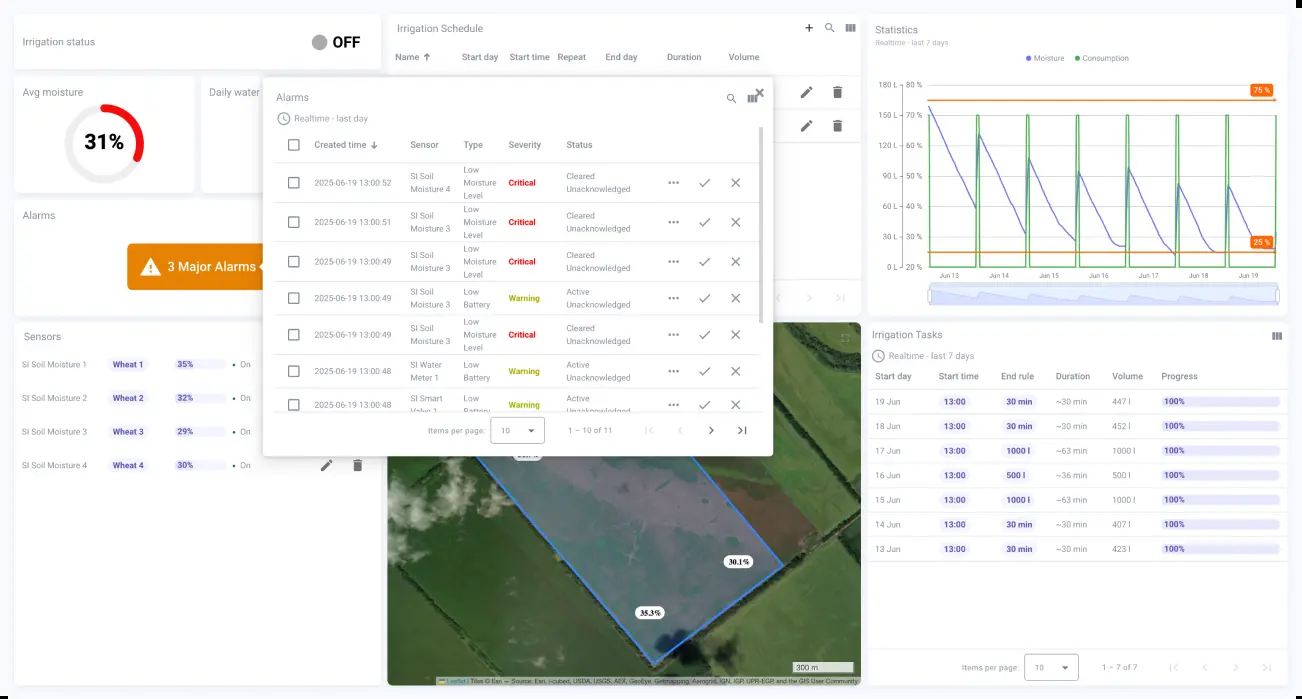 Irrigation status
OFF
Avg moisture
31%
Daily water
Alarms
3 Major Alarms
Sensors
SI Soil Moisture 1 Wheat 1 35% • On
SI Soil Moisture 2 Wheat 2 32% • On
SI Soil Moisture 3 Wheat 3 29% • On
SI Soil Moisture 4 Wheat 4 30% • On
Irrigation Schedule
Name Start day Start time Repeat End day Duration Volume
Alarms
Realtime - last day
Created time Sensor Type Severity Status
2025-06-19 13:00:52 SI Soil Moisture 4 Low Moisture Level Critical Cleared Unacknowledged
2025-06-19 13:00:51 SI Soil Moisture 3 Low Moisture Level Critical Cleared Unacknowledged
2025-06-19 13:00:49 SI Soil Moisture 3 Low Moisture Level Critical Cleared Unacknowledged
2025-06-19 13:00:49 SI Soil Moisture 3 Low Battery Warning Active Unacknowledged
2025-06-19 13:00:49 SI Soil Moisture 3 Low Moisture Level Critical Cleared Unacknowledged
2025-06-19 13:00:48 SI Water Meter 1 Low Battery Warning Active Unacknowledged
2025-06-19 13:00:48 SI Smart Valve 1 Low Battery Warning Active Unacknowledged
Items per page: 10 1 – 10 of 11
30.1%
35.3%
300 m
Leaflet | Tiles © Esri — Source: Esri, i-cubed, USDA, USGS, AEX, GeoEye, Getmapping, Aerogrid, IGN, IGP, UPR-EGP, and the GIS User Community
Statistics
Realtime - last 7 days
Moisture Consumption
180 L 80 %
150 L 70 %
120 L 60 %
90 L 50 %
60 L 40 %
30 L 30 %
0 L 20 %
75 %
25 %
Jun 13 Jun 14 Jun 15 Jun 16 Jun 17 Jun 18 Jun 19
Irrigation Tasks
Realtime - last 7 days
Start day Start time End rule Duration Volume Progress
19 Jun 13:00 30 min ~30 min 447 l 100%
18 Jun 13:00 30 min ~30 min 452 l 100%
17 Jun 13:00 1000 l ~63 min 1000 l 100%
16 Jun 13:00 500 l ~36 min 500 l 100%
15 Jun 13:00 1000 l ~63 min 1000 l 100%
14 Jun 13:00 30 min ~30 min 407 l 100%
13 Jun 13:00 30 min ~30 min 423 l 100%
Items per page: 10 1 – 7 of 7